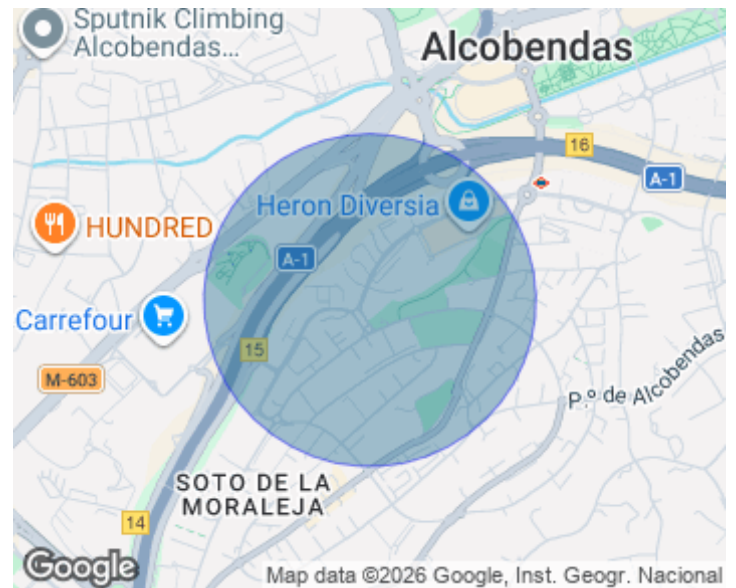 Sputnik Climbing
Alcobendas...
Alcobendas
16
A-1
Heron Diversia
HUNDRED
A-1
Carrefour
15
M-603
P.º de Alcobendas
SOTO DE LA
MORALEJA
14
Google
Map data ©2026 Google, Inst. Geogr. Nacional